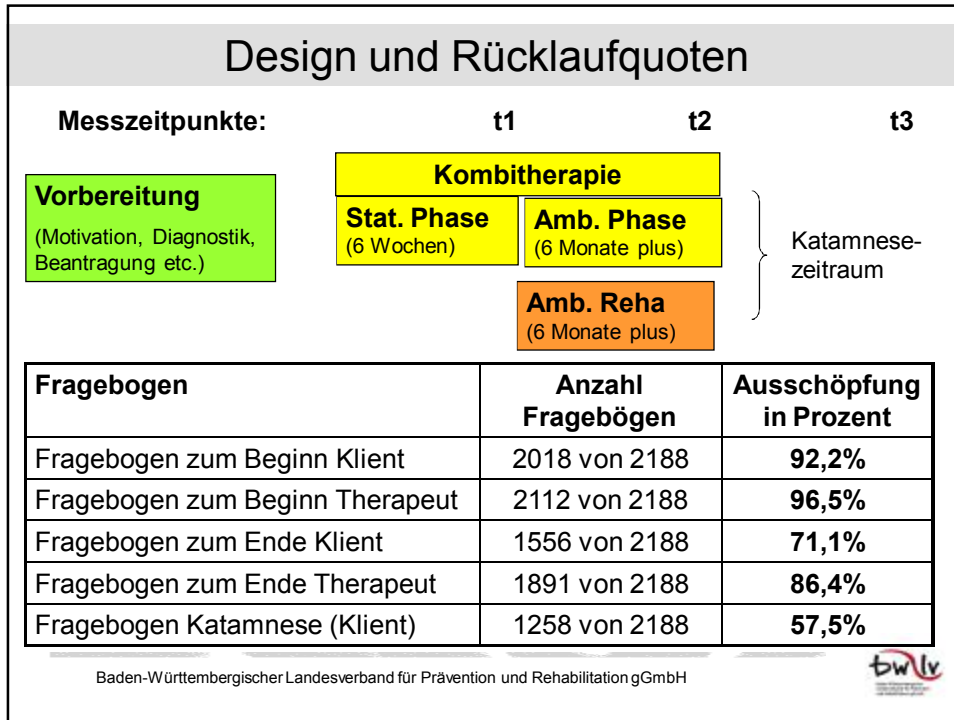 Design und Rücklaufquoten
Messzeitpunkte: t1 t2 t3
Kombitherapie
Vorbereitung
(Motivation, Diagnostik,
Beantragung etc.)
Stat. Phase
(6 Wochen)
Amb. Phase
(6 Monate plus)
Amb. Reha
(6 Monate plus)
Katamnese-
zeitraum
Fragebogen Anzahl Ausschöpfung
Fragebögen in Prozent
Fragebogen zum Beginn Klient 2018 von 2188 92,2%
Fragebogen zum Beginn Therapeut 2112 von 2188 96,5%
Fragebogen zum Ende Klient 1556 von 2188 71,1%
Fragebogen zum Ende Therapeut 1891 von 2188 86,4%
Fragebogen Katamnese (Klient) 1258 von 2188 57,5%
Baden-Württembergischer Landesverband für Prävention und Rehabilitation gGmbH
bwlv